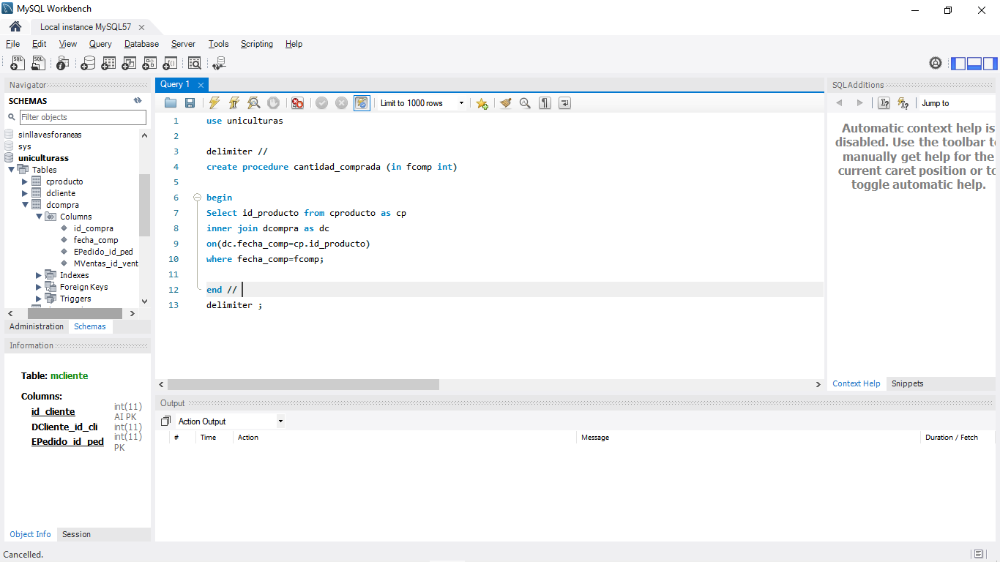 MySQL Workbench
Local instance MySQL57
File Edit View Query Database Server Tools Scripting Help
Navigator
SCHEMAS
Filter objects
sinllavesforaneas
sys
uniculturass
Tables
cproducto
dcliente
dcompra
Columns
id_compra
fecha_comp
EPedido_id_ped
MVentas_id_vent
Indexes
Foreign Keys
Triggers
Administration Schemas
Information
Table: mcliente
Columns:
id_cliente int(11) AI PK
DCliente_id_cli int(11)
EPedido_id_ped int(11) PK
Object Info Session
Query 1
Limit to 1000 rows
1 use uniculturas
2
3 delimiter //
4 create procedure cantidad_comprada (in fcomp int)
5
6 begin
7 Select id_producto from cproducto as cp
8 inner join dcompra as dc
9 on(dc.fecha_comp=cp.id_producto)
10 where fecha_comp=fcomp;
11
12 end //
13 delimiter ;
Output
Action Output
# Time Action Message Duration / Fetch
SQLAdditions
Jump to
Automatic context help is
disabled. Use the toolbar to
manually get help for the
current caret position or to
toggle automatic help.
Context Help Snippets
Cancelled.